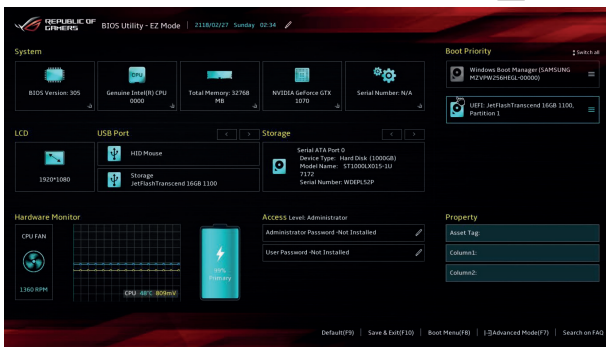 REPUBLIC OF GAMERS
BIOS Utility - EZ Mode
2118/02/27 Sunday 02:34
System
BIOS Version: 305
CPU
Genuine Intel(R) CPU
0000
Total Memory: 32768
MB
NVIDIA GeForce GTX
1070
Serial Number: N/A
Boot Priority
Switch all
Windows Boot Manager (SAMSUNG
MZVPW256HEGL-00000)
UEFI: JetFlashTranscend 16GB 1100,
Partition 1
LCD
1920*1080
USB Port
< >
HID Mouse
Storage
JetFlashTranscend 16GB 1100
Storage
< >
Serial ATA Port 0
Device Type: Hard Disk (1000GB)
Model Name: ST1000LX015-1U
7172
Serial Number: WDEPLS2P
Hardware Monitor
CPU FAN
1360 RPM
CPU 48°C 809mV
99%
Primary
Access Level: Administrator
Administrator Password -Not Installed
User Password -Not Installed
Property
Asset Tag:
Column1:
Column2:
Default(F9) | Save & Exit(F10) | Boot Menu(F8) | Advanced Mode(F7) | Search on FAQ